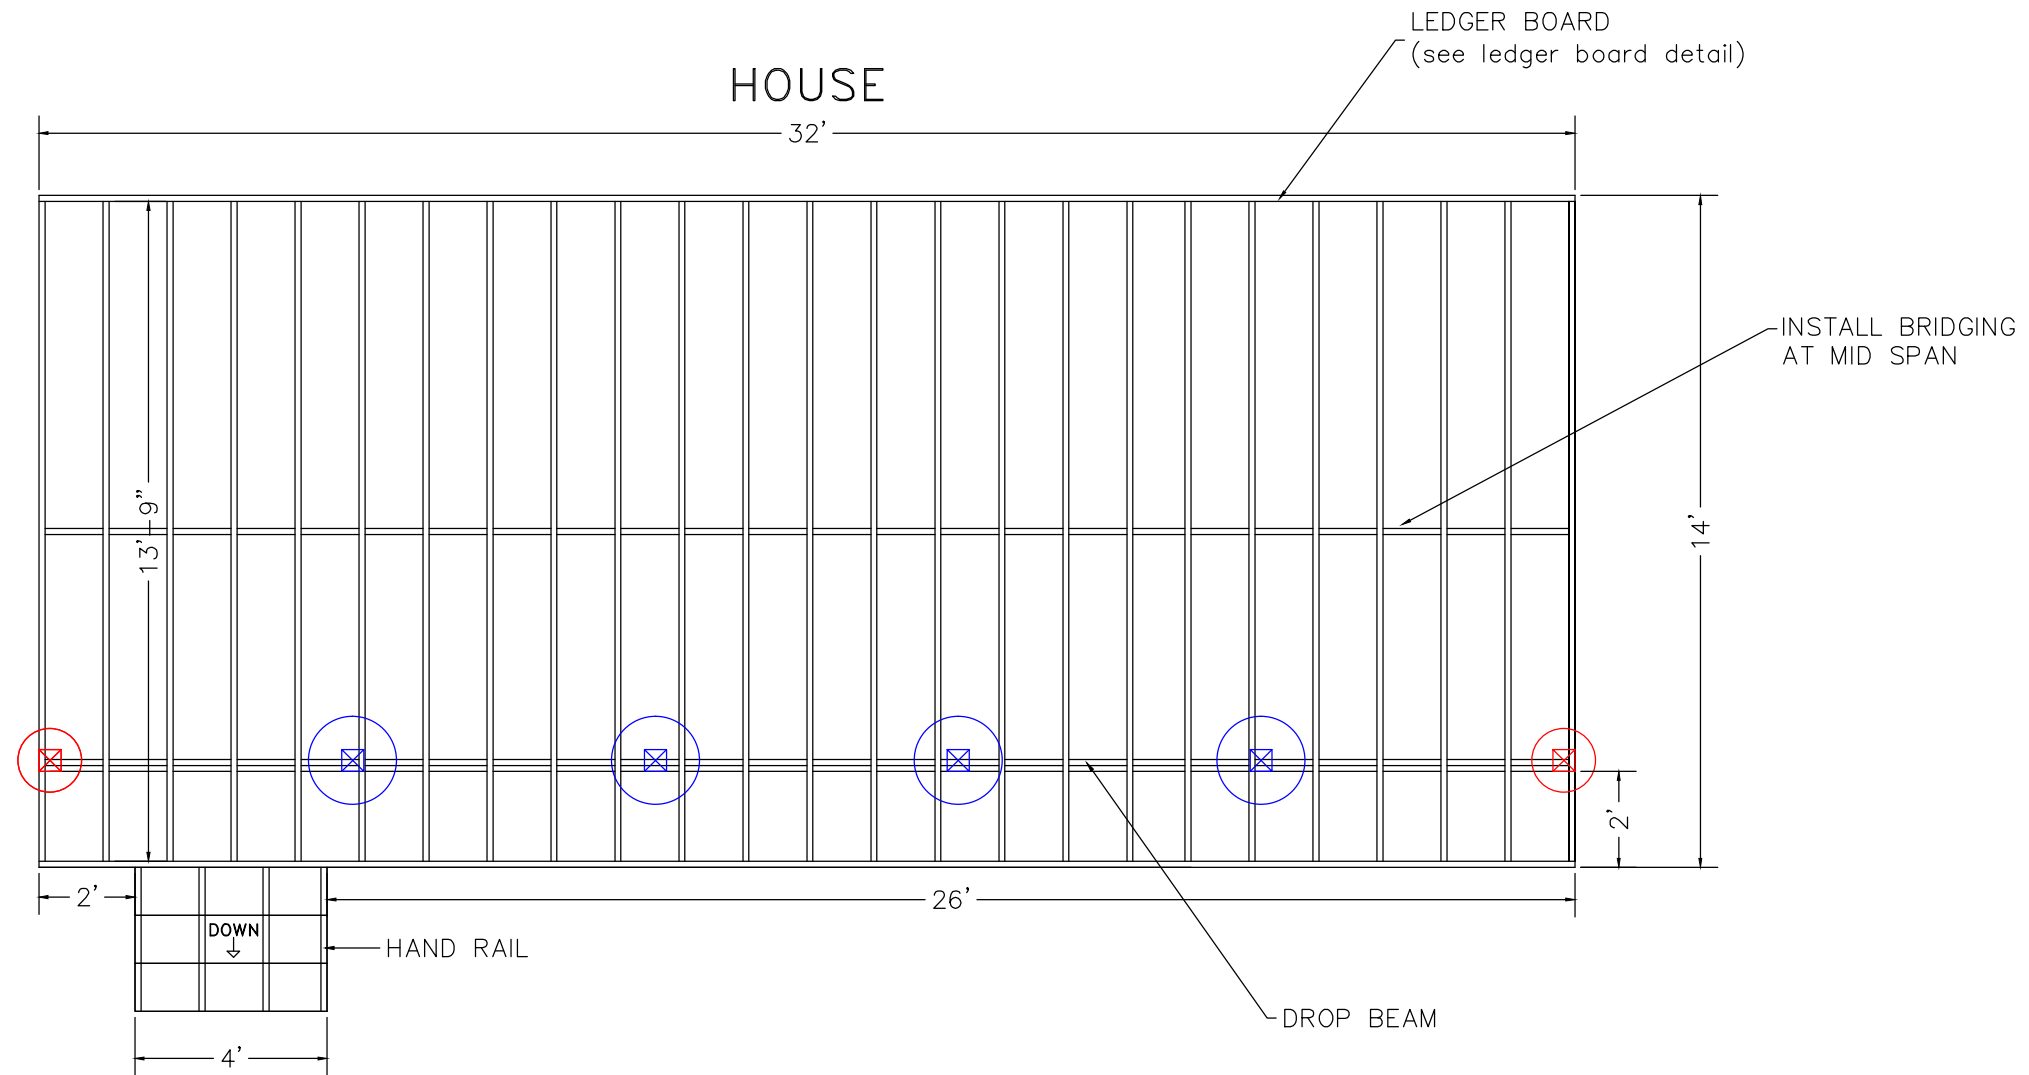 LEDGER BOARD
(see ledger board detail)
HOUSE
32'
INSTALL BRIDGING
AT MID SPAN
13'-9"
14'
2'
2'
26'
DOWN
HAND RAIL
DROP BEAM
4'